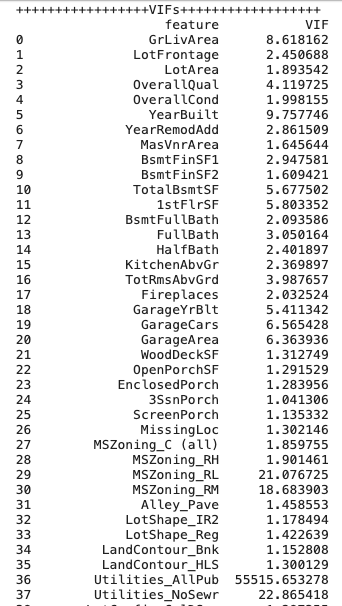 +++++++++++++++++VIFs++++++++++++++++++
feature VIF
0 GrLivArea 8.618162
1 LotFrontage 2.450688
2 LotArea 1.893542
3 OverallQual 4.119725
4 OverallCond 1.998155
5 YearBuilt 9.757746
6 YearRemodAdd 2.861509
7 MasVnrArea 1.645644
8 BsmtFinSF1 2.947581
9 BsmtFinSF2 1.609421
10 TotalBsmtSF 5.677502
11 1stFlrSF 5.803352
12 BsmtFullBath 2.093586
13 FullBath 3.050164
14 HalfBath 2.401897
15 KitchenAbvGr 2.369897
16 TotRmsAbvGrd 3.987657
17 Fireplaces 2.032524
18 GarageYrBlt 5.411342
19 GarageCars 6.565428
20 GarageArea 6.363936
21 WoodDeckSF 1.312749
22 OpenPorchSF 1.291529
23 EnclosedPorch 1.283956
24 3SsnPorch 1.041306
25 ScreenPorch 1.135332
26 MissingLoc 1.302146
27 MSZoning_C (all) 1.859755
28 MSZoning_RH 1.901461
29 MSZoning_RL 21.076725
30 MSZoning_RM 18.683903
31 Alley_Pave 1.458553
32 LotShape_IR2 1.178494
33 LotShape_Reg 1.422639
34 LandContour_Bnk 1.152808
35 LandContour_HLS 1.300129
36 Utilities_AllPub 55515.653278
37 Utilities_NoSewr 22.865418